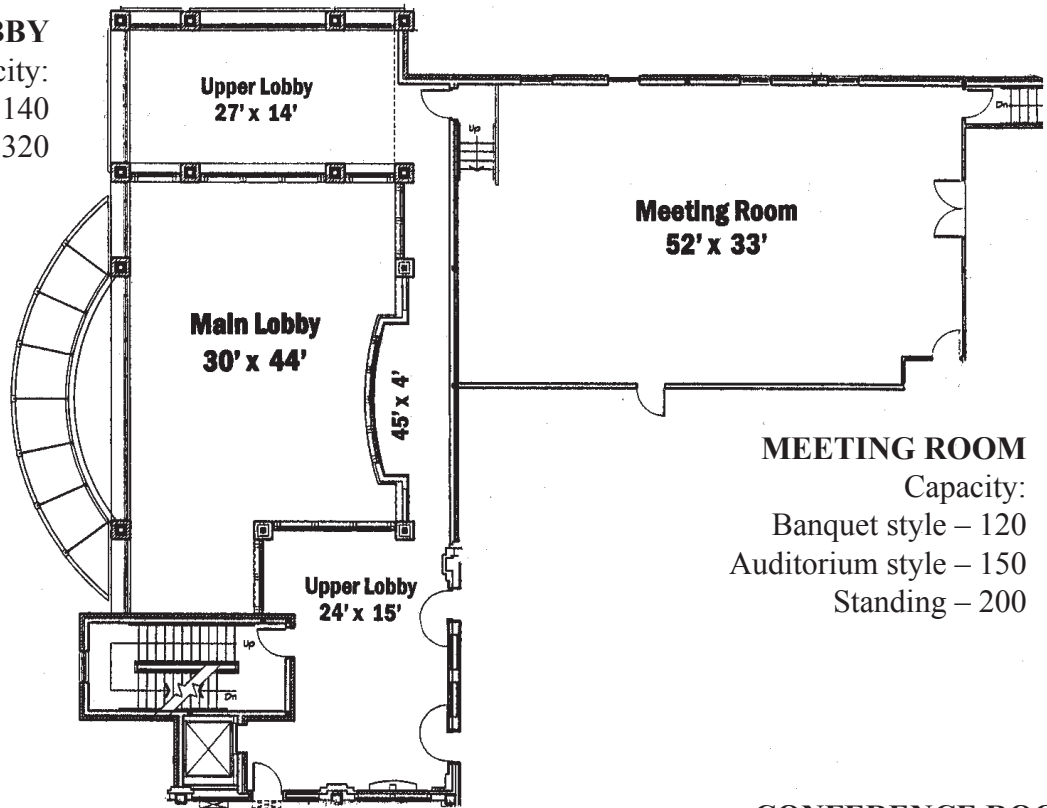 BBY
city:
140
320
Upper Lobby
27' x 14'
Up
Dn
Meeting Room
52' x 33'
Main Lobby
30' x 44'
45' x 4'
MEETING ROOM
Capacity:
Banquet style – 120
Auditorium style – 150
Standing – 200
Upper Lobby
24' x 15'
Up
Dn